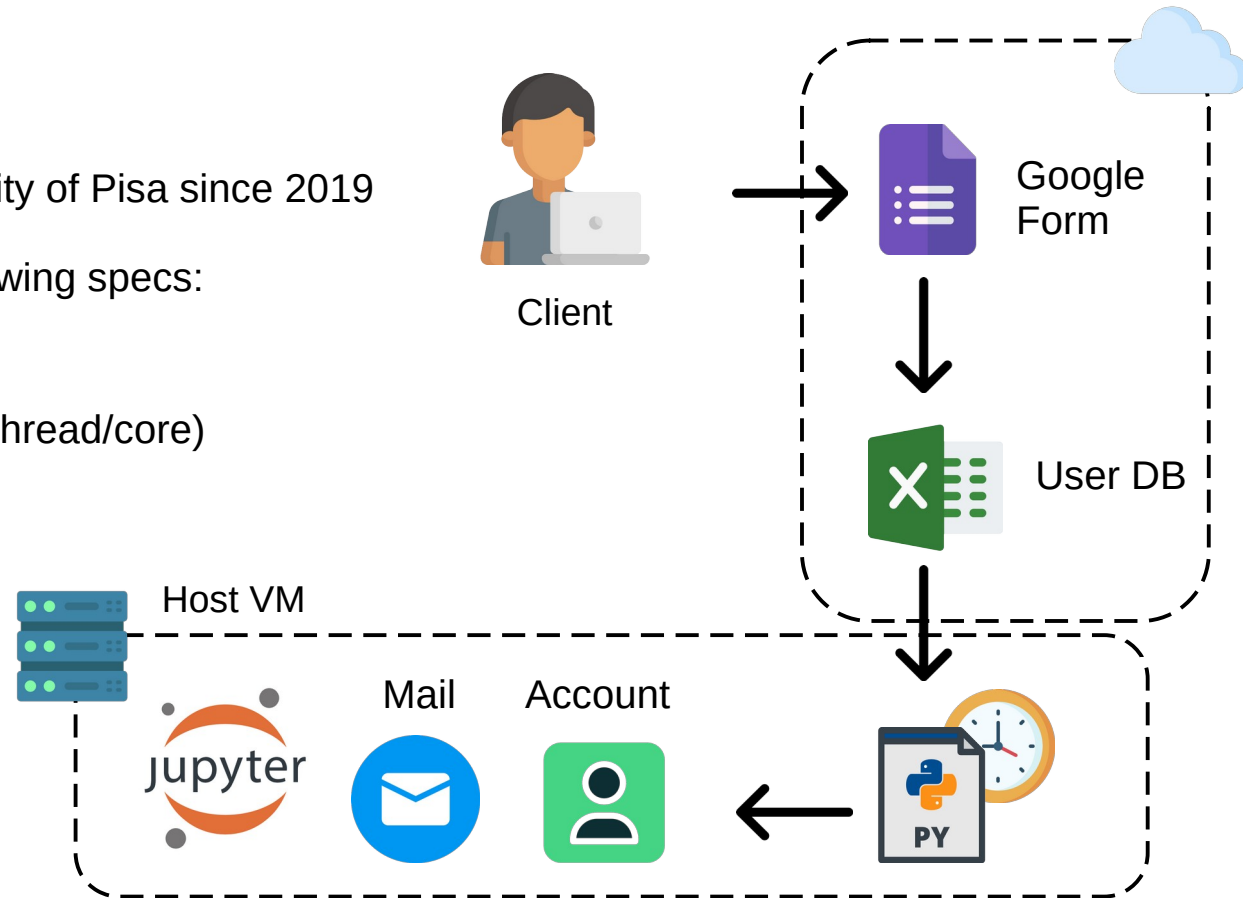 ity of Pisa since 2019
wing specs:
hread/core)
Client
Google
Form
User DB
Host VM
Mail
Account
jupyter
PY